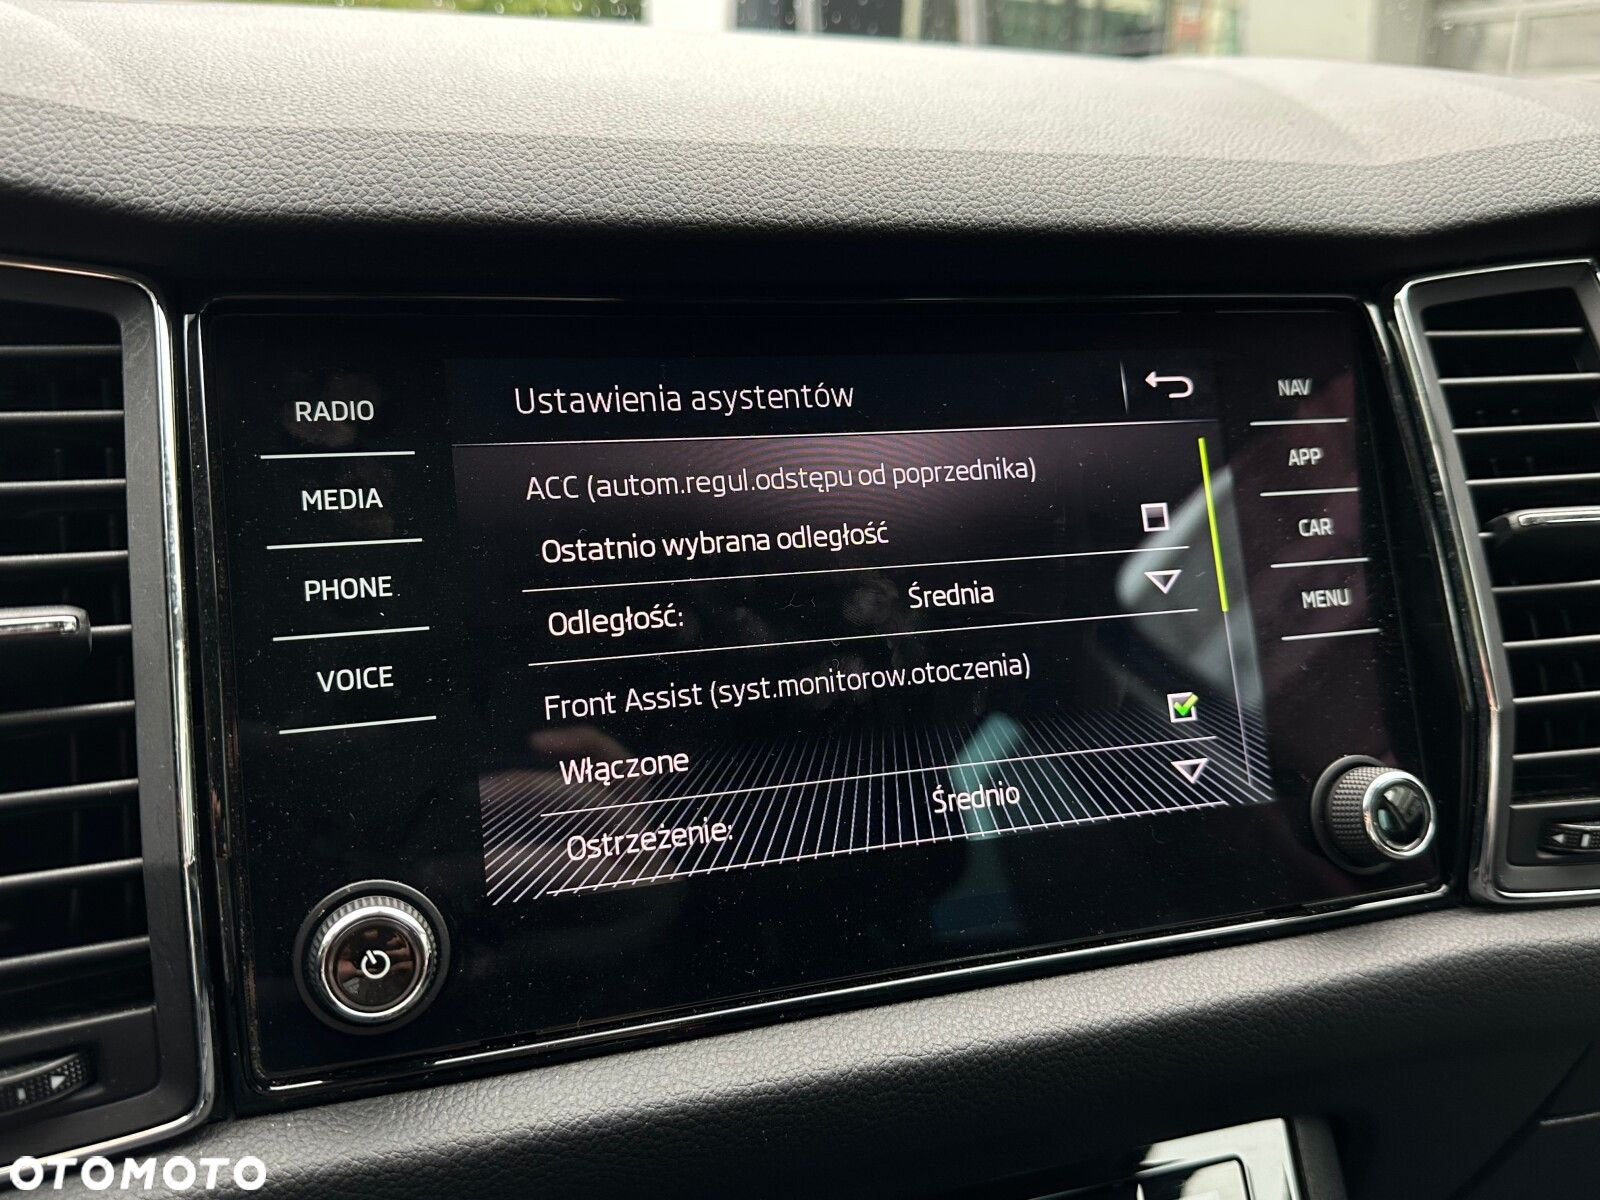 RADIO
MEDIA
PHONE
VOICE
Ustawienia asystentów
ACC (autom.regul.odstępu od poprzednika)
Ostatnio wybrana odległość
Odległość: Średnia
Front Assist (syst.monitorow.otoczenia)
Włączone
Ostrzeżenie: Średnio
NAV
APP
CAR
MENU
OTOMOTO